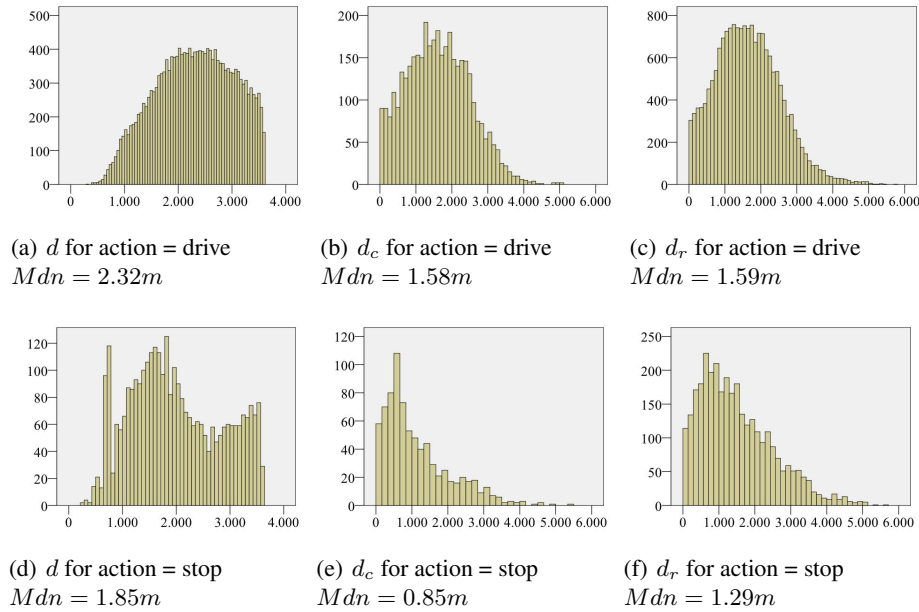 500
400
300
200
100
0
0 1.000 2.000 3.000 4.000
200
150
100
50
0
0 1.000 2.000 3.000 4.000 5.000 6.000
800
600
400
200
0
0 1.000 2.000 3.000 4.000 5.000 6.000
(a) d for action = drive
Mdn = 2.32m
(b) d_c for action = drive
Mdn = 1.58m
(c) d_r for action = drive
Mdn = 1.59m
120
100
80
60
40
20
0
0 1.000 2.000 3.000 4.000
120
100
80
60
40
20
0
0 1.000 2.000 3.000 4.000 5.000 6.000
250
200
150
100
50
0
0 1.000 2.000 3.000 4.000 5.000 6.000
(d) d for action = stop
Mdn = 1.85m
(e) d_c for action = stop
Mdn = 0.85m
(f) d_r for action = stop
Mdn = 1.29m